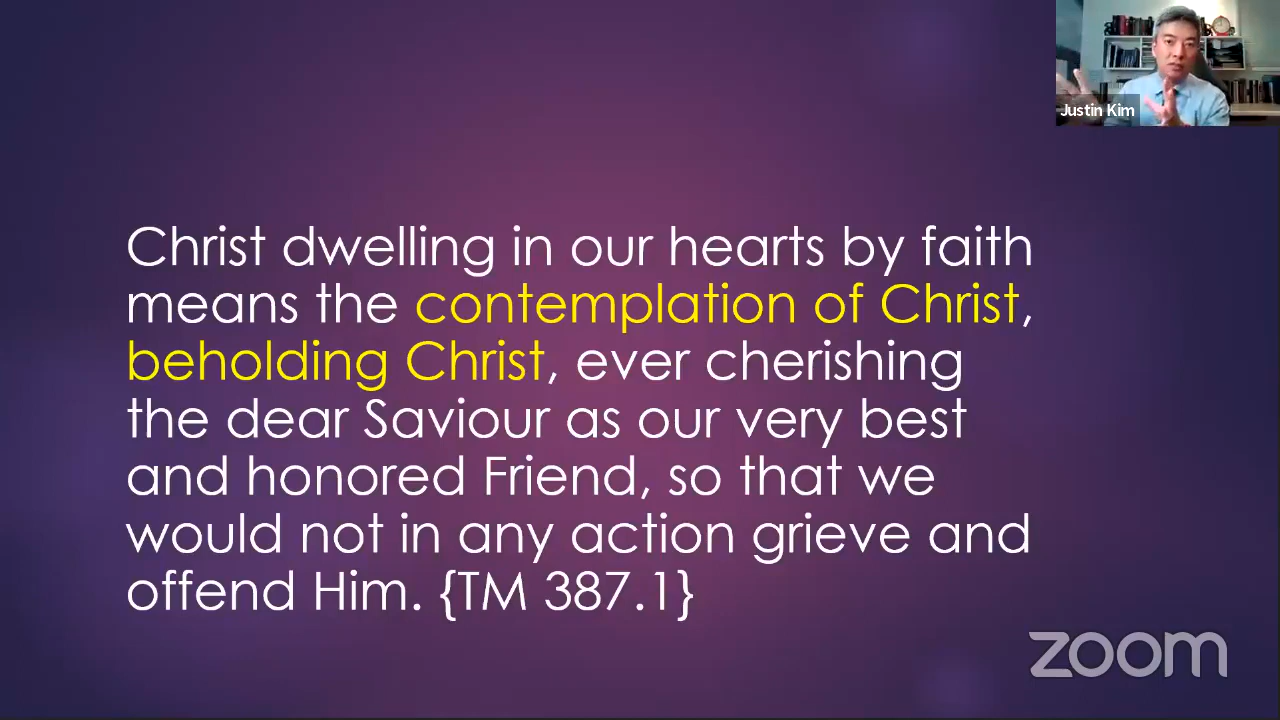 Justin Kim
Christ dwelling in our hearts by faith
means the contemplation of Christ,
beholding Christ, ever cherishing
the dear Saviour as our very best
and honored Friend, so that we
would not in any action grieve and
offend Him. {TM 387.1}
zoom